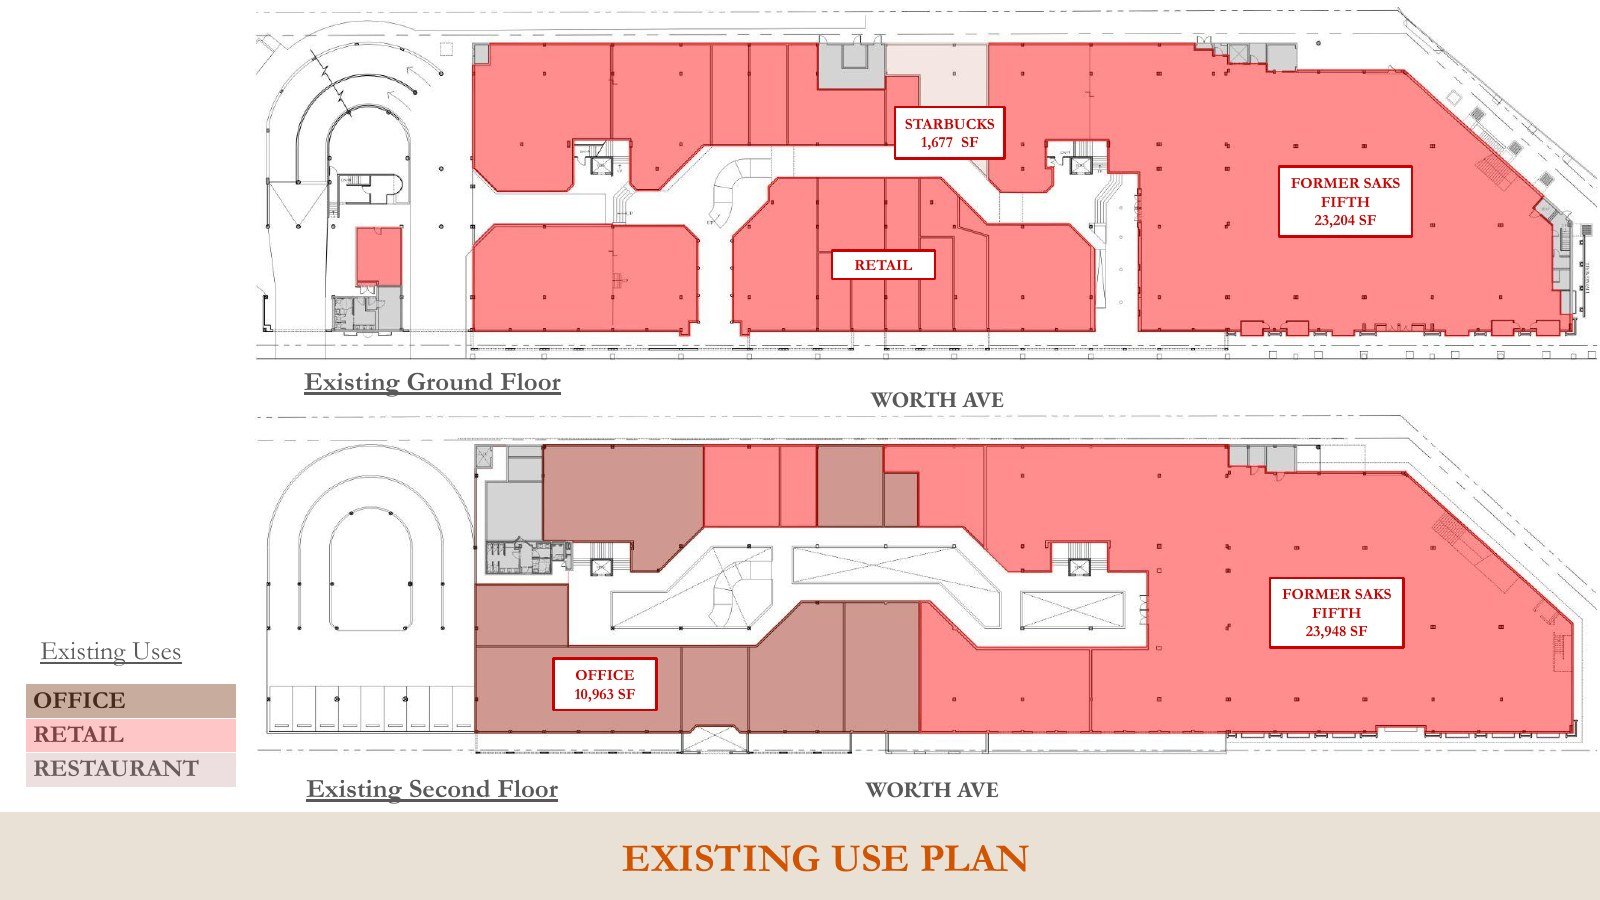 STARBUCKS
1,677 SF
FORMER SAKS
FIFTH
23,204 SF
RETAIL
Existing Ground Floor
WORTH AVE
FORMER SAKS
FIFTH
23,948 SF
OFFICE
10,963 SF
Existing Uses
OFFICE
RETAIL
RESTAURANT
Existing Second Floor
WORTH AVE
EXISTING USE PLAN